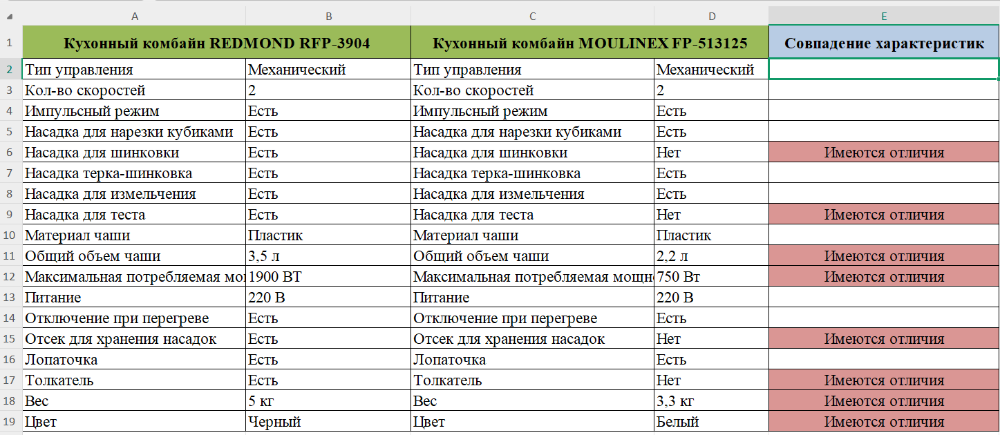 A B C D E
1 Кухонный комбайн REDMOND RFP-3904 Кухонный комбайн MOULINEX FP-513125 Совпадение характеристик
2 Тип управления Механический Тип управления Механический
3 Кол-во скоростей 2 Кол-во скоростей 2
4 Импульсный режим Есть Импульсный режим Есть
5 Насадка для нарезки кубиками Есть Насадка для нарезки кубиками Есть
6 Насадка для шинковки Есть Насадка для шинковки Нет Имеются отличия
7 Насадка терка-шинковка Есть Насадка терка-шинковка Есть
8 Насадка для измельчения Есть Насадка для измельчения Есть
9 Насадка для теста Есть Насадка для теста Нет Имеются отличия
10 Материал чаши Пластик Материал чаши Пластик
11 Общий объем чаши 3,5 л Общий объем чаши 2,2 л Имеются отличия
12 Максимальная потребляемая мо 1900 ВТ Максимальная потребляемая мощн 750 Вт Имеются отличия
13 Питание 220 В Питание 220 В
14 Отключение при перегреве Есть Отключение при перегреве Есть
15 Отсек для хранения насадок Есть Отсек для хранения насадок Нет Имеются отличия
16 Лопаточка Есть Лопаточка Есть
17 Толкатель Есть Толкатель Нет Имеются отличия
18 Вес 5 кг Вес 3,3 кг Имеются отличия
19 Цвет Черный Цвет Белый Имеются отличия